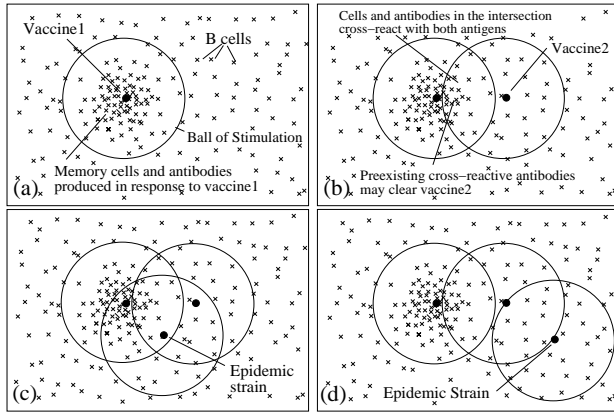 Vaccine1
B cells
Ball of Stimulation
Memory cells and antibodies
produced in response to vaccine1
(a)
Cells and antibodies in the intersection
cross−react with both antigens
Vaccine2
Preexisting cross−reactive antibodies
may clear vaccine2
(b)
Epidemic
strain
(c)
Epidemic Strain
(d)